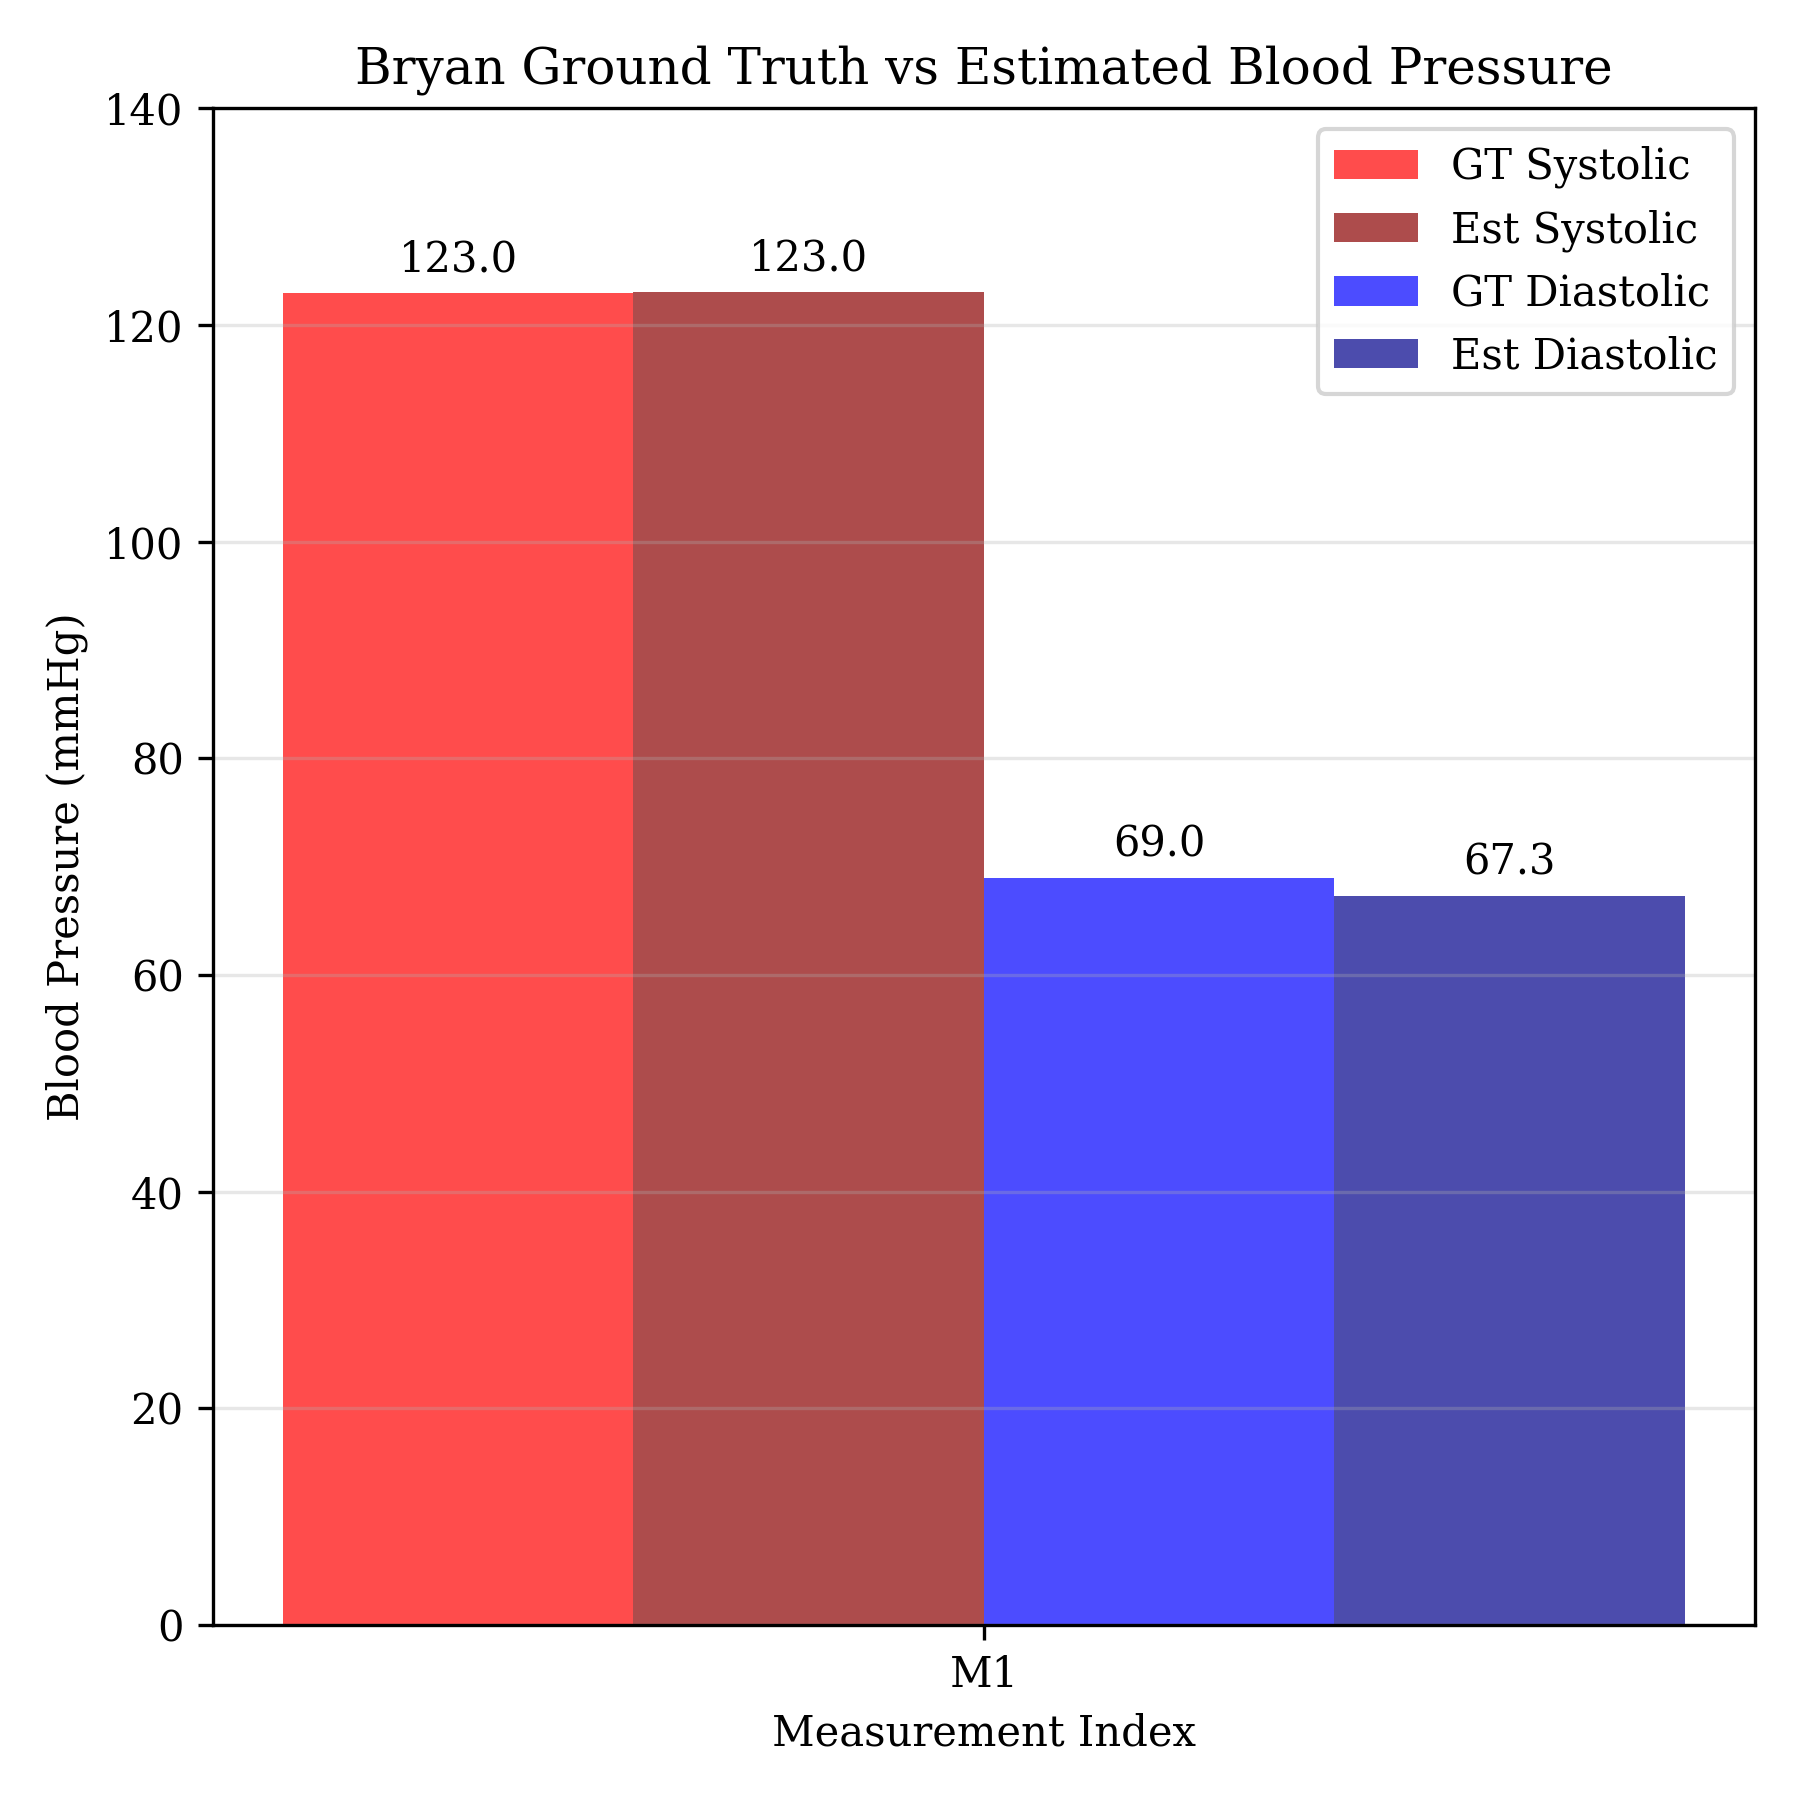 Bryan Ground Truth vs Estimated Blood Pressure
140
120
100
80
60
40
20
0
Blood Pressure (mmHg)
GT Systolic
Est Systolic
GT Diastolic
Est Diastolic
123.0
123.0
69.0
67.3
M1
Measurement Index